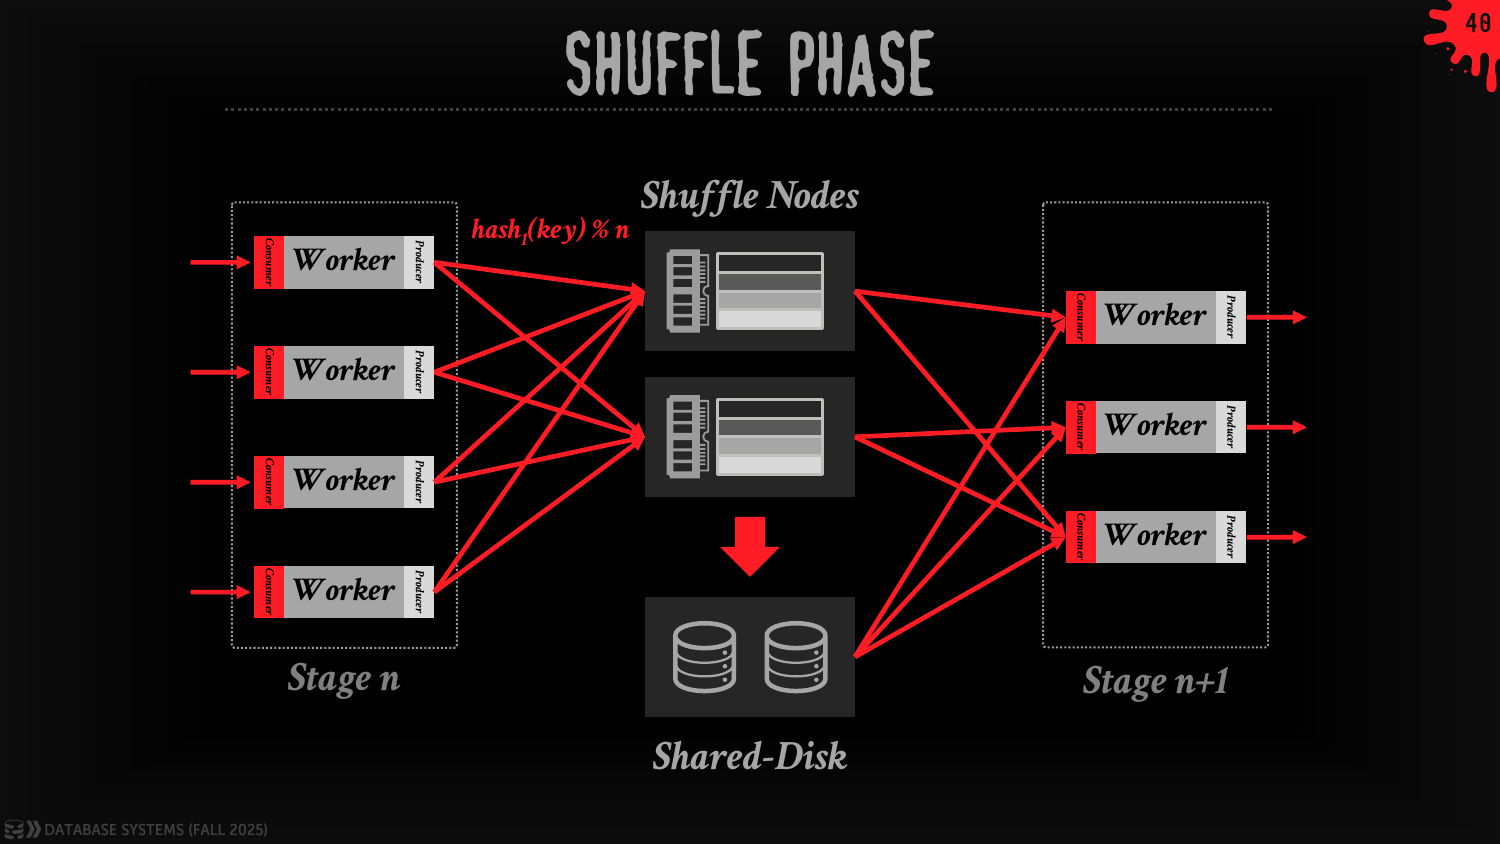 SHUFFLE PHASE
40
Shuffle Nodes
hash1(key) % n
Consumer Worker Producer
Consumer Worker Producer
Consumer Worker Producer
Consumer Worker Producer
Stage n
Consumer Worker Producer
Consumer Worker Producer
Consumer Worker Producer
Stage n+1
Shared-Disk
DATABASE SYSTEMS (FALL 2025)